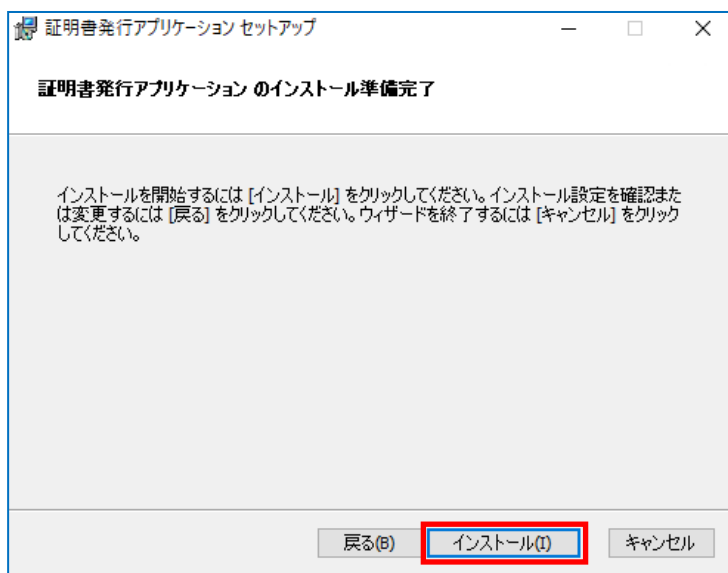 証明書発行アプリケーション セットアップ
証明書発行アプリケーション のインストール準備完了
インストールを開始するには [インストール] をクリックしてください。インストール設定を確認また
は変更するには [戻る] をクリックしてください。ウィザードを終了するには [キャンセル] をクリック
してください。
戻る(B) インストール(I) キャンセル